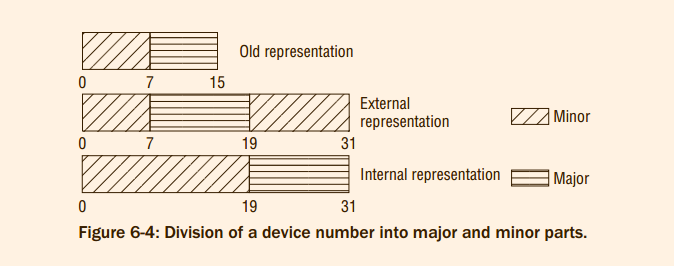 Old representation
0 7 15
External
representation
Minor
0 7 19 31
Internal representation
Major
0 19 31
Figure 6-4: Division of a device number into major and minor parts.